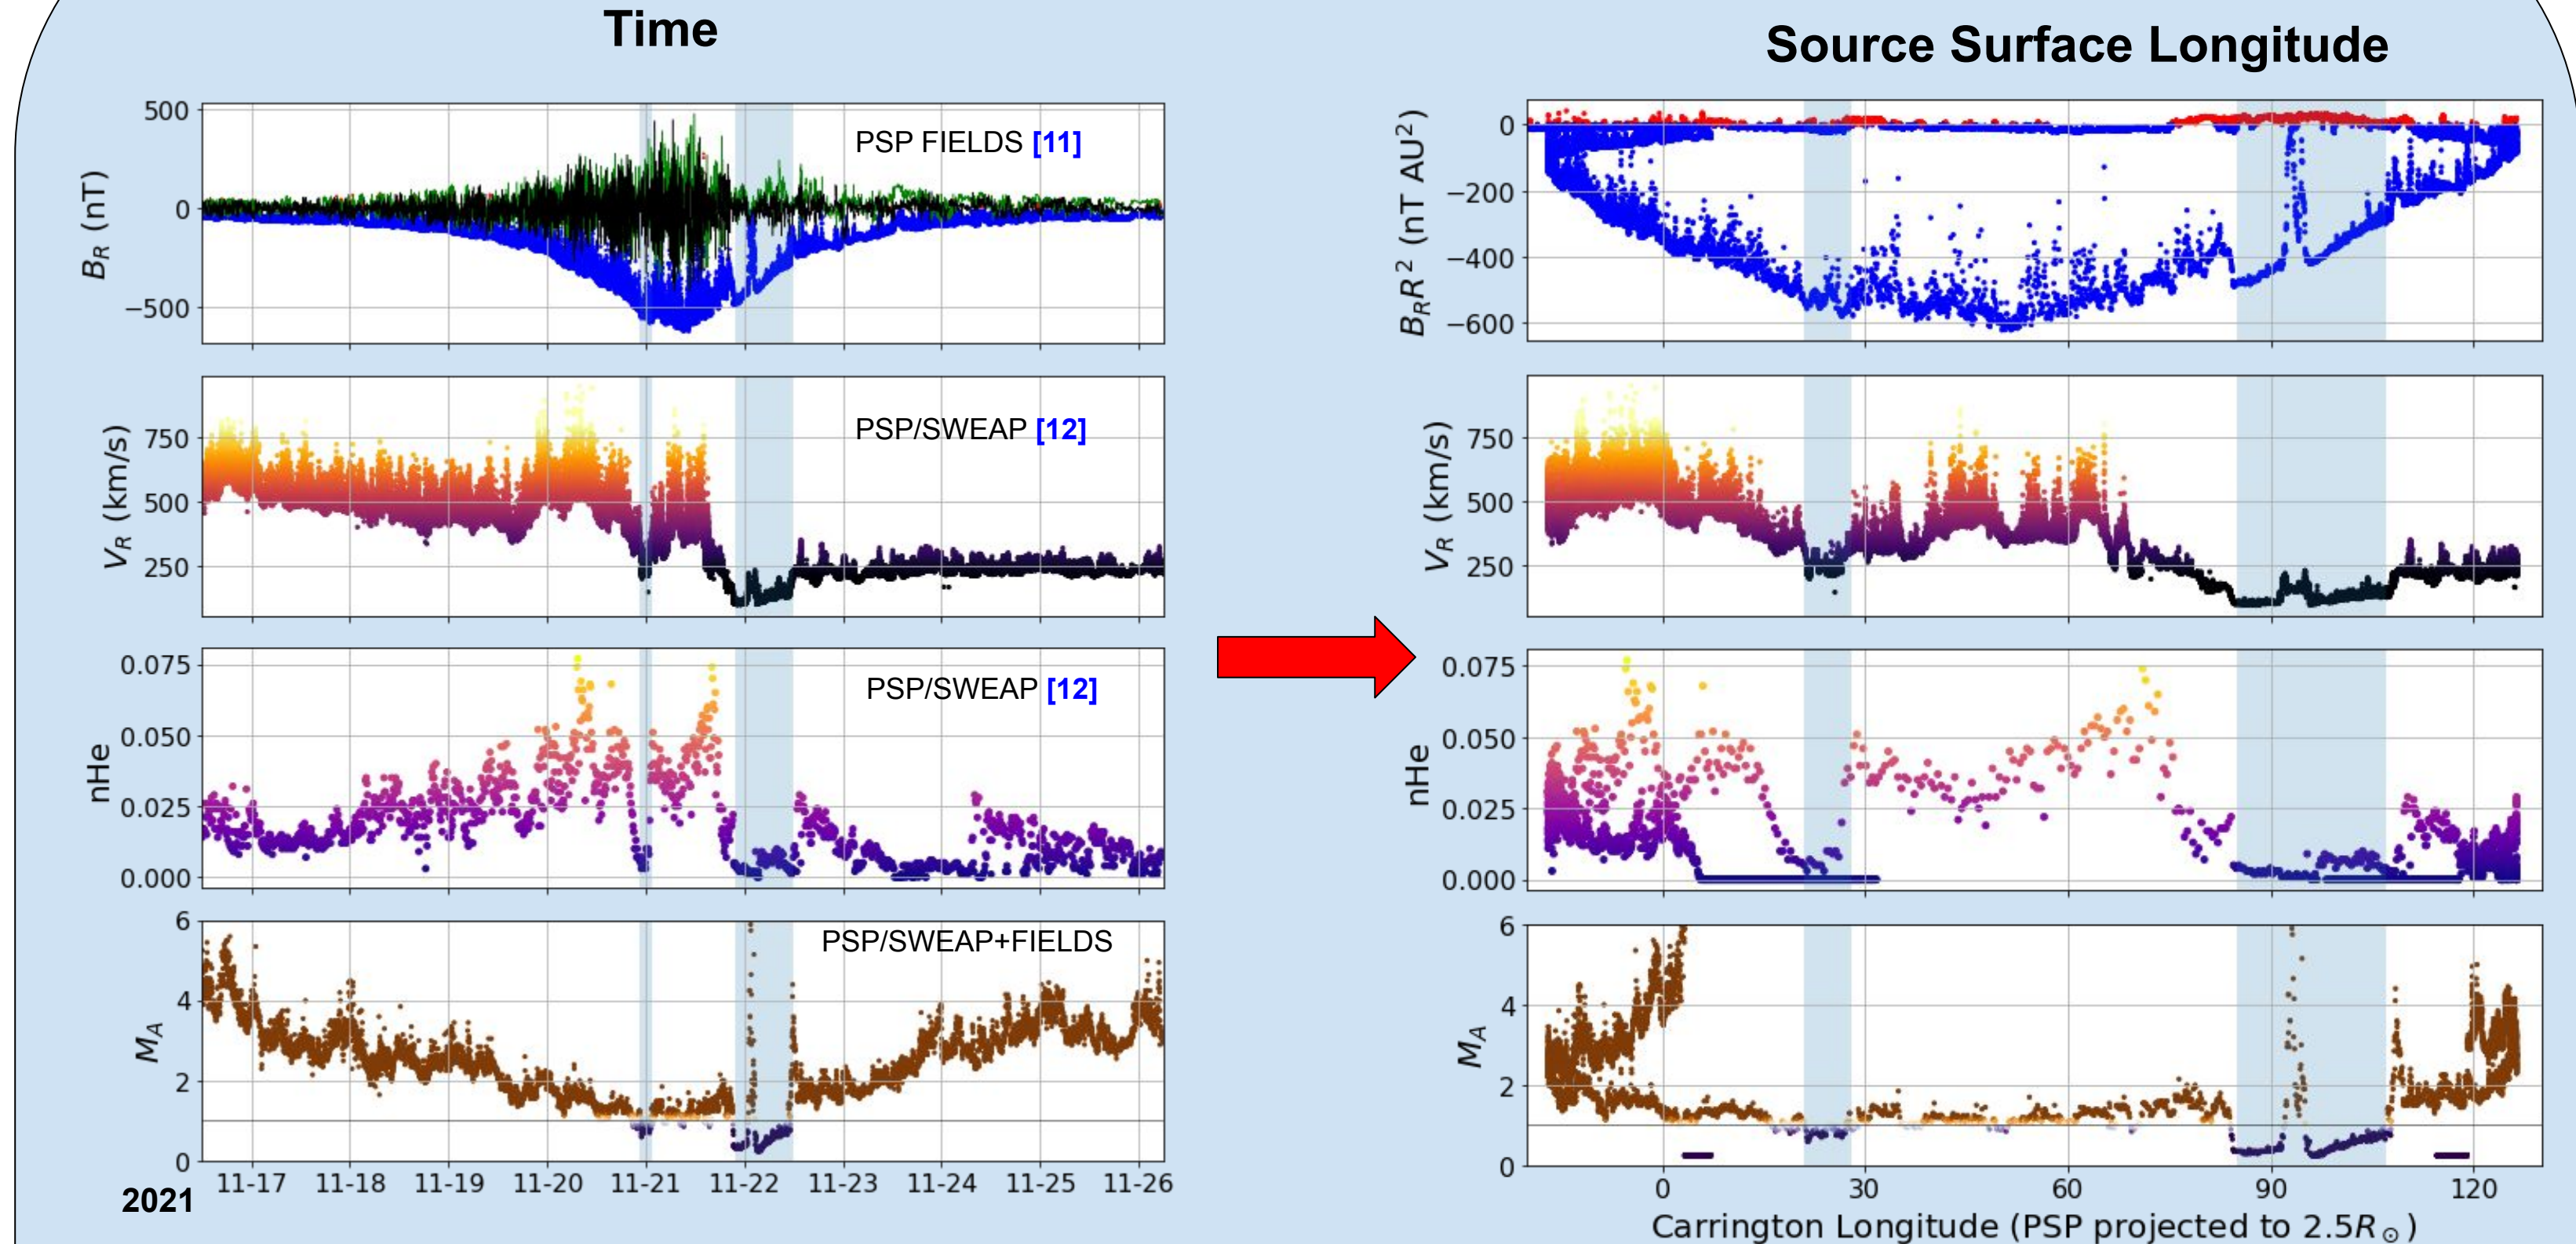 Time
500
0
−500
B_R (nT)
PSP FIELDS [11]
750
500
250
V_R (km/s)
PSP/SWEAP [12]
0.075
0.050
0.025
0.000
nHe
PSP/SWEAP [12]
6
4
2
0
M_A
PSP/SWEAP+FIELDS
11-17 11-18 11-19 11-20 11-21 11-22 11-23 11-24 11-25 11-26
2021
Source Surface Longitude
0
−200
−400
−600
B_R R² (nT AU²)
750
500
250
V_R (km/s)
0.075
0.050
0.025
0.000
nHe
6
4
2
0
M_A
0 30 60 90 120
Carrington Longitude (PSP projected to 2.5R☉)